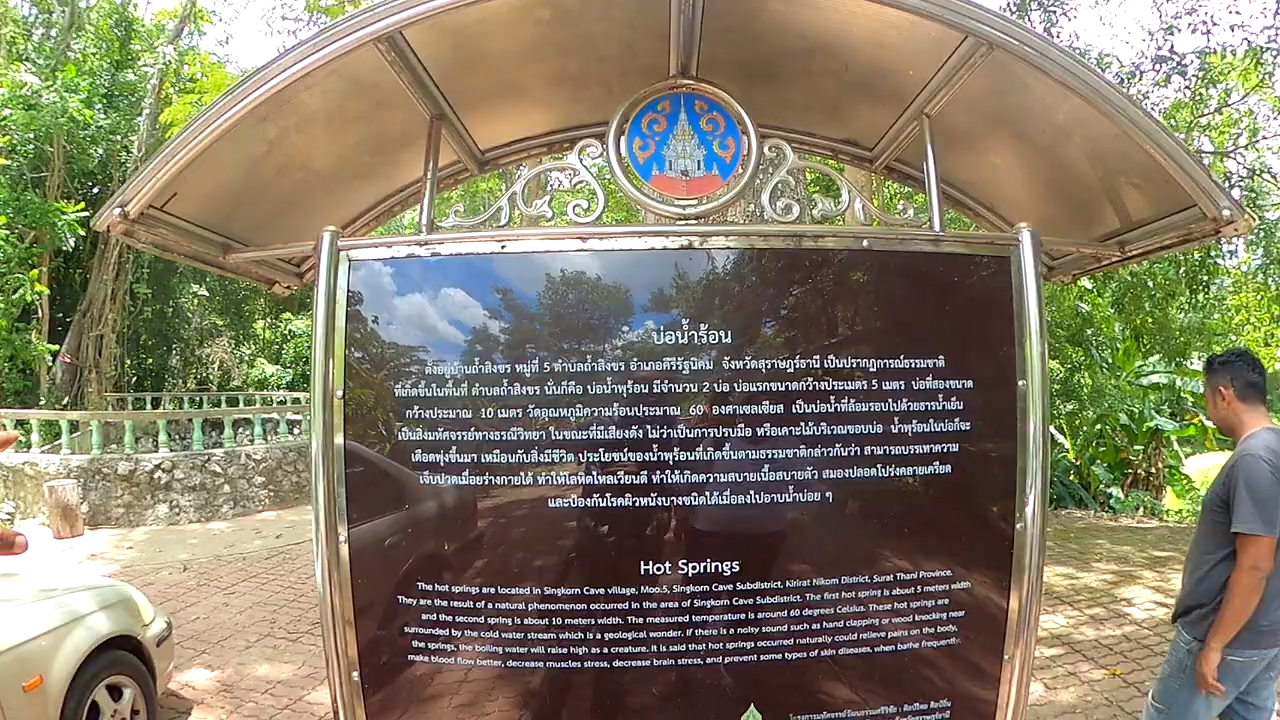 บ่อน้ำร้อน
ตั้งอยู่บ้านถ้ำสิงขร หมู่ที่ 5 ตำบลถ้ำสิงขร อำเภอคีรีรัฐนิคม จังหวัดสุราษฎร์ธานี เป็นปรากฏการณ์ธรรมชาติ
ที่เกิดขึ้นในพื้นที่ ตำบลถ้ำสิงขร นั่นก็คือ บ่อน้ำพุร้อน มีจำนวน 2 บ่อ บ่อแรกขนาดกว้างประเมตร 5 เมตร บ่อที่สองขนาด
กว้างประมาณ 10 เมตร วัดอุณหภูมิความร้อนประมาณ 60 องศาเซลเซียส เป็นบ่อน้ำที่ล้อมรอบไปด้วยธารน้ำเย็น
เป็นสิ่งมหัศจรรย์ทางธรณีวิทยา ในขณะที่มีเสียงดัง ไม่ว่าเป็นการปรบมือ หรือเคาะไม้บริเวณขอบบ่อ น้ำพุร้อนในบ่อก็จะ
เดือดพุ่งขึ้นมา เหมือนกับสิ่งมีชีวิต ประโยชน์ของน้ำพุร้อนที่เกิดขึ้นตามธรรมชาติกล่าวกันว่า สามารถบรรเทาความ
เจ็บปวดเมื่อยร่างกายได้ ทำให้โลหิตไหลเวียนดี ทำให้เกิดความสบายเนื้อสบายตัว สมองปลอดโปร่งคลายเครียด
และป้องกันโรคผิวหนังบางชนิดได้เมื่อลงไปอาบน้ำบ่อย ๆ
Hot Springs
The hot springs are located in Singkorn Cave village, Moo.5, Singkorn Cave Subdistrict, Kirirat Nikom District, Surat Thani Province.
They are the result of a natural phenomenon occurred in the area of Singkorn Cave Subdistrict. The first hot spring is about 5 meters width
and the second spring is about 10 meters width. The measured temperature is around 60 degrees Celsius. These hot springs are
surrounded by the cold water stream which is a geological wonder. If there is a noisy sound such as hand clapping or wood knocking near
the springs, the boiling water will raise high as a creature. It is said that hot springs occurred naturally could relieve pains on the body,
make blood flow better, decrease muscles stress, decrease brain stress, and prevent some types of skin diseases, when bathe frequently.